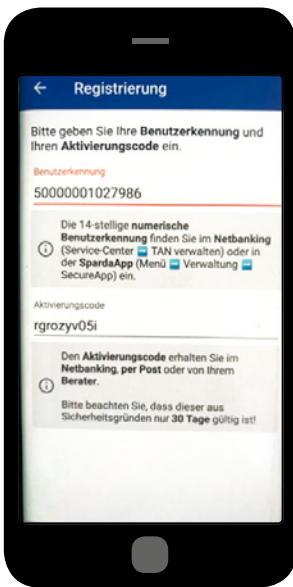 ← Registrierung
Bitte geben Sie Ihre Benutzerkennung und
Ihren Aktivierungscode ein.
Benutzerkennung
50000001027986
Die 14-stellige numerische
Benutzerkennung finden Sie im Netbanking
(Service-Center ➡ TAN verwalten) oder in
der SpardaApp (Menü ➡ Verwaltung ➡
SecureApp) ein.
Aktivierungscode
rgrozyv05i
Den Aktivierungscode erhalten Sie im
Netbanking, per Post oder von Ihrem
Berater.
Bitte beachten Sie, dass dieser aus
Sicherheitsgründen nur 30 Tage gültig ist!